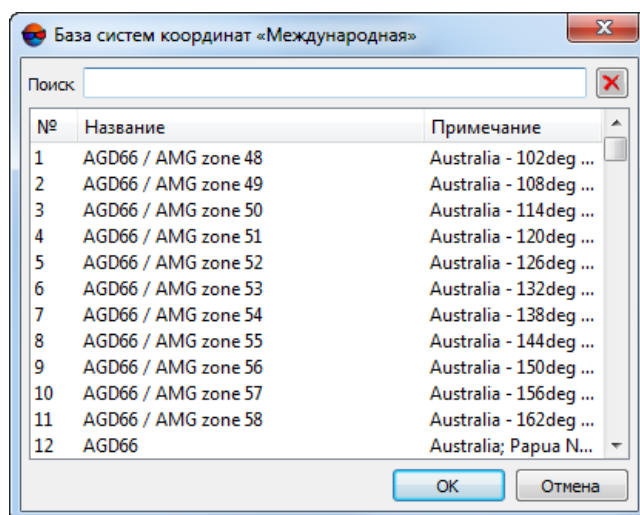 База систем координат «Международная»
Поиск
№ Название Примечание
1 AGD66 / AMG zone 48 Australia - 102deg ...
2 AGD66 / AMG zone 49 Australia - 108deg ...
3 AGD66 / AMG zone 50 Australia - 114deg ...
4 AGD66 / AMG zone 51 Australia - 120deg ...
5 AGD66 / AMG zone 52 Australia - 126deg ...
6 AGD66 / AMG zone 53 Australia - 132deg ...
7 AGD66 / AMG zone 54 Australia - 138deg ...
8 AGD66 / AMG zone 55 Australia - 144deg ...
9 AGD66 / AMG zone 56 Australia - 150deg ...
10 AGD66 / AMG zone 57 Australia - 156deg ...
11 AGD66 / AMG zone 58 Australia - 162deg ...
12 AGD66 Australia; Papua N...
OK Отмена